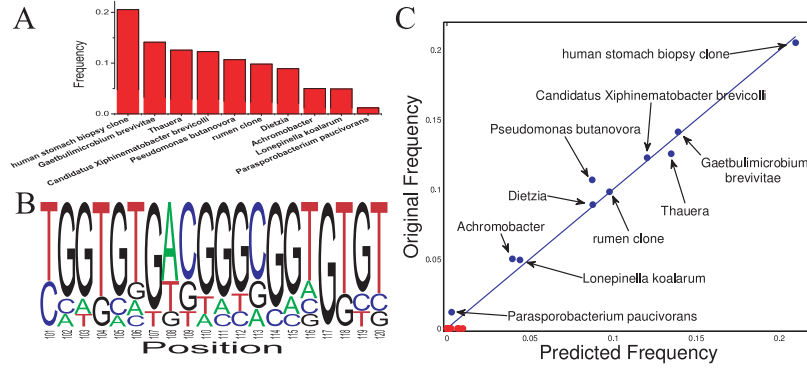 A
Frequency
0.2
0.1
0.0
human stomach biopsy clone
Gaetbulimicrobium brevivitae
Thauera
Candidatus Xiphinematobacter brevicolli
Pseudomonas butanovora
rumen clone
Dietzia
Achromobacter
Lonepinella koalarum
Parasporobacterium paucivorans
B
101 102 103 104 105 106 107 108 109 110 111 112 113 114 115 116 117 118 119 120
Position
C
Original Frequency
0.2
0.15
0.1
0.05
0
0 0.05 0.1 0.15 0.2
Predicted Frequency
human stomach biopsy clone
Candidatus Xiphinematobacter brevicolli
Pseudomonas butanovora
Gaetbulimicrobium
brevivitae
Thauera
Dietzia
rumen clone
Achromobacter
Lonepinella koalarum
Parasporobacterium paucivorans